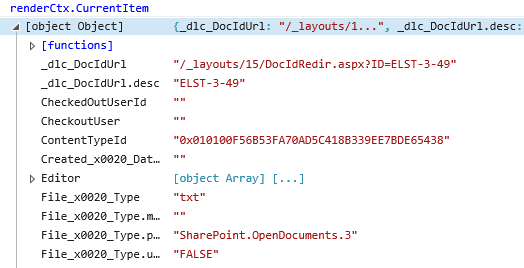 renderCtx.CurrentItem
[object Object] {_dlc_DocIdUrl: "/_layouts/1...", _dlc_DocIdUrl.desc:
[functions]
_dlc_DocIdUrl "/_layouts/15/DocIdRedir.aspx?ID=ELST-3-49"
_dlc_DocIdUrl.desc "ELST-3-49"
CheckedOutUserId ""
CheckoutUser ""
ContentTypeId "0x010100F56B53FA70AD5C418B339EE7BDE65438"
Created_x0020_Dat... ""
Editor [object Array] [...]
File_x0020_Type "txt"
File_x0020_Type.m... ""
File_x0020_Type.p... "SharePoint.OpenDocuments.3"
File_x0020_Type.u... "FALSE"